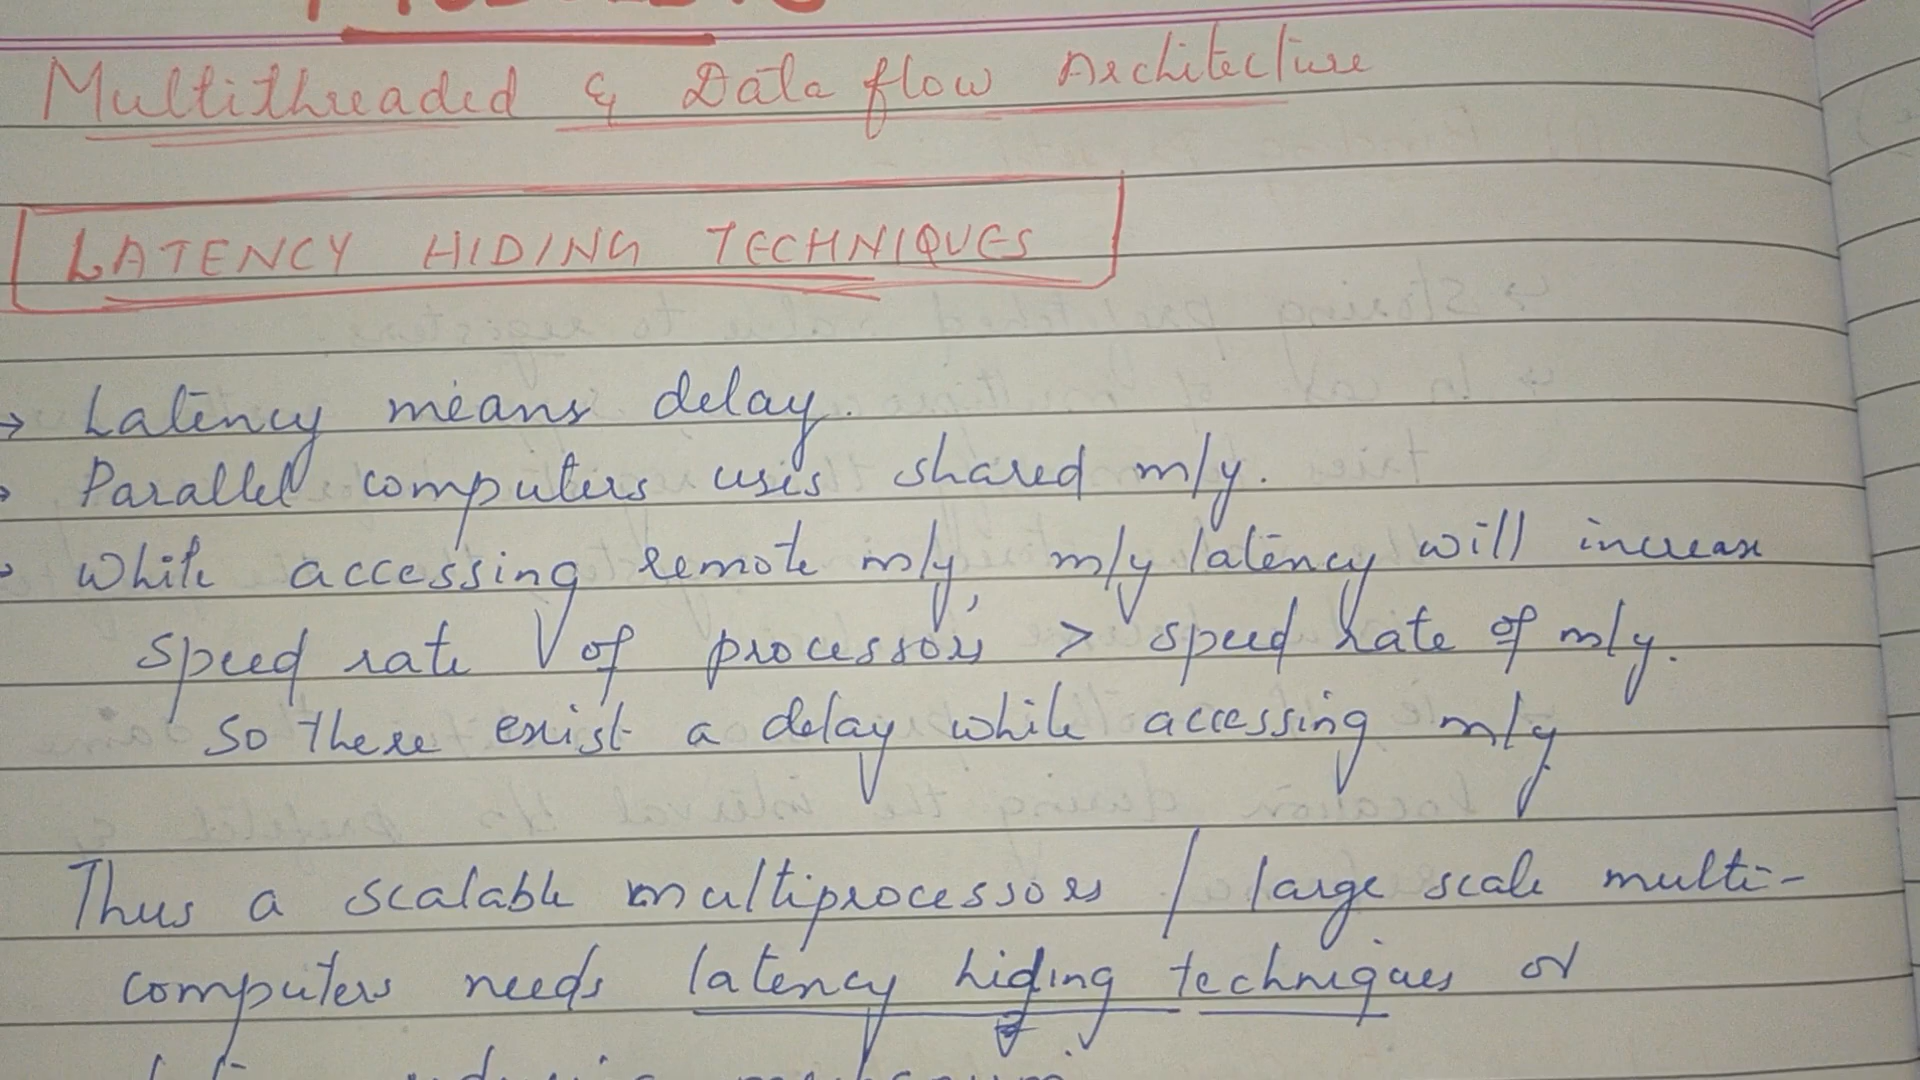 Multithreaded & Data flow Architecture
LATENCY HIDING TECHNIQUES
→ Latency means delay.
→ Parallel computers uses shared m/y.
→ While accessing remote m/y, m/y latency will increase
speed rate of processors > speed rate of m/y.
so there exist a delay while accessing m/y
Thus a scalable multiprocessors / large scale multi-
computers needs latency hiding techniques or